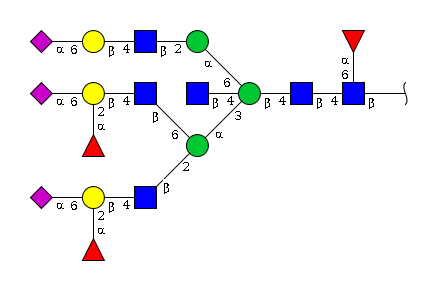 α 6 β 4 β 2 α 6 α 6
α 6 β 4 β 6 β 4 3 β 4 β 4 β
2 α α
2 β
α 6 β 4
2 α